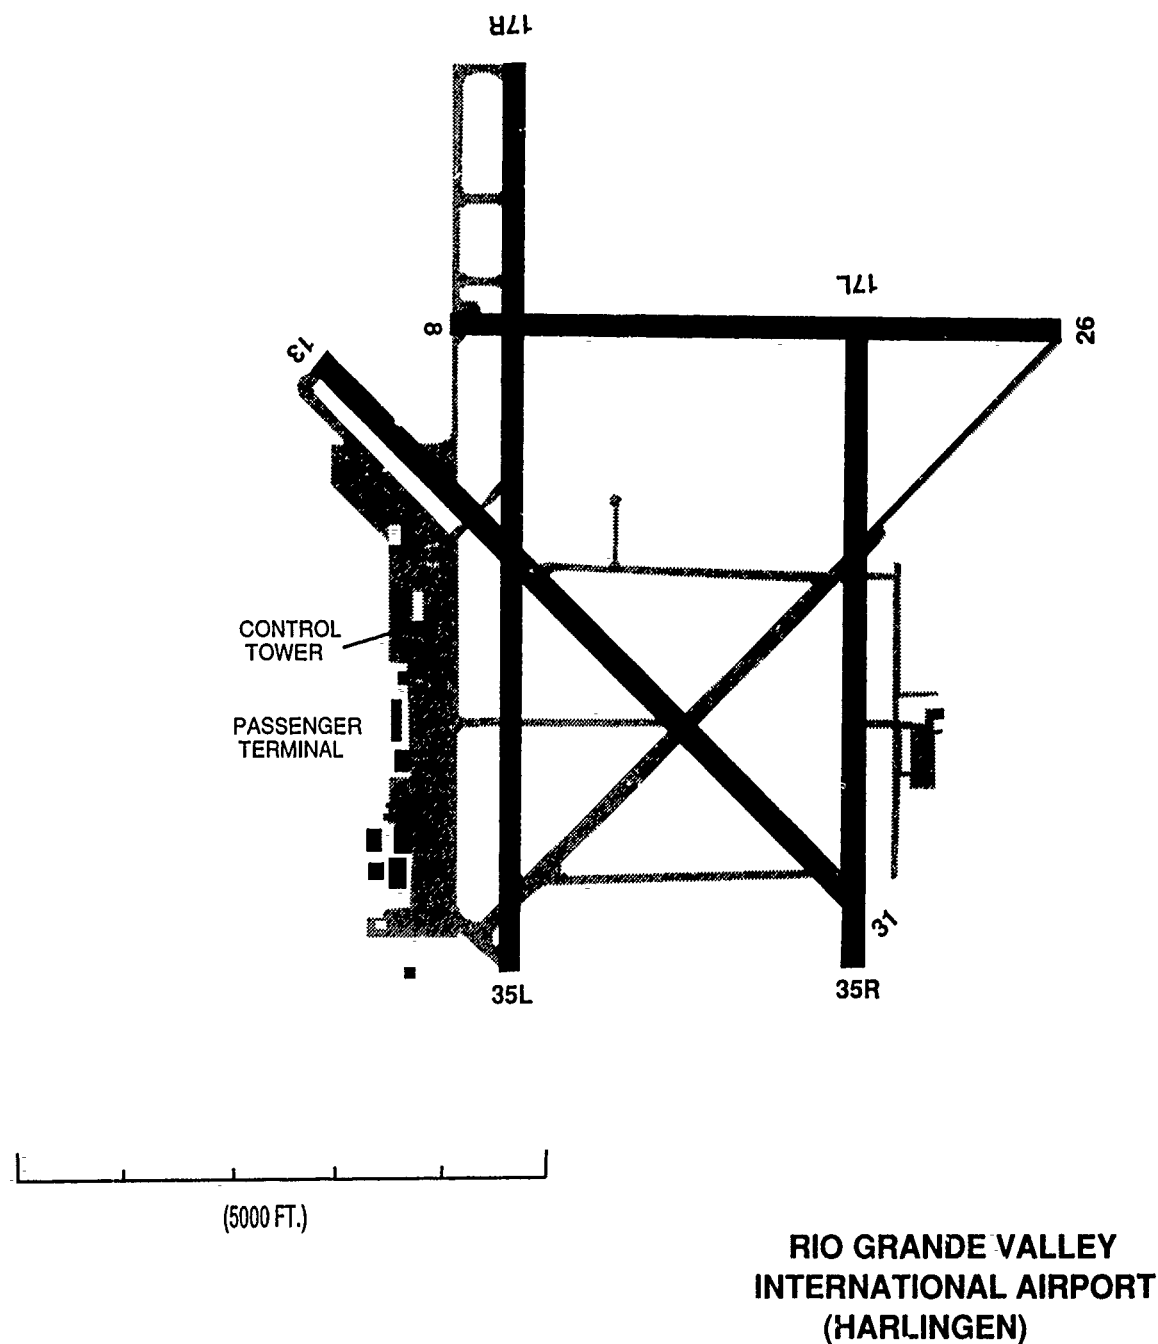 17R
17L
8
26
13
CONTROL
TOWER
PASSENGER
TERMINAL
31
35L
35R
(5000 FT.)
RIO GRANDE VALLEY
INTERNATIONAL AIRPORT
(HARLINGEN)